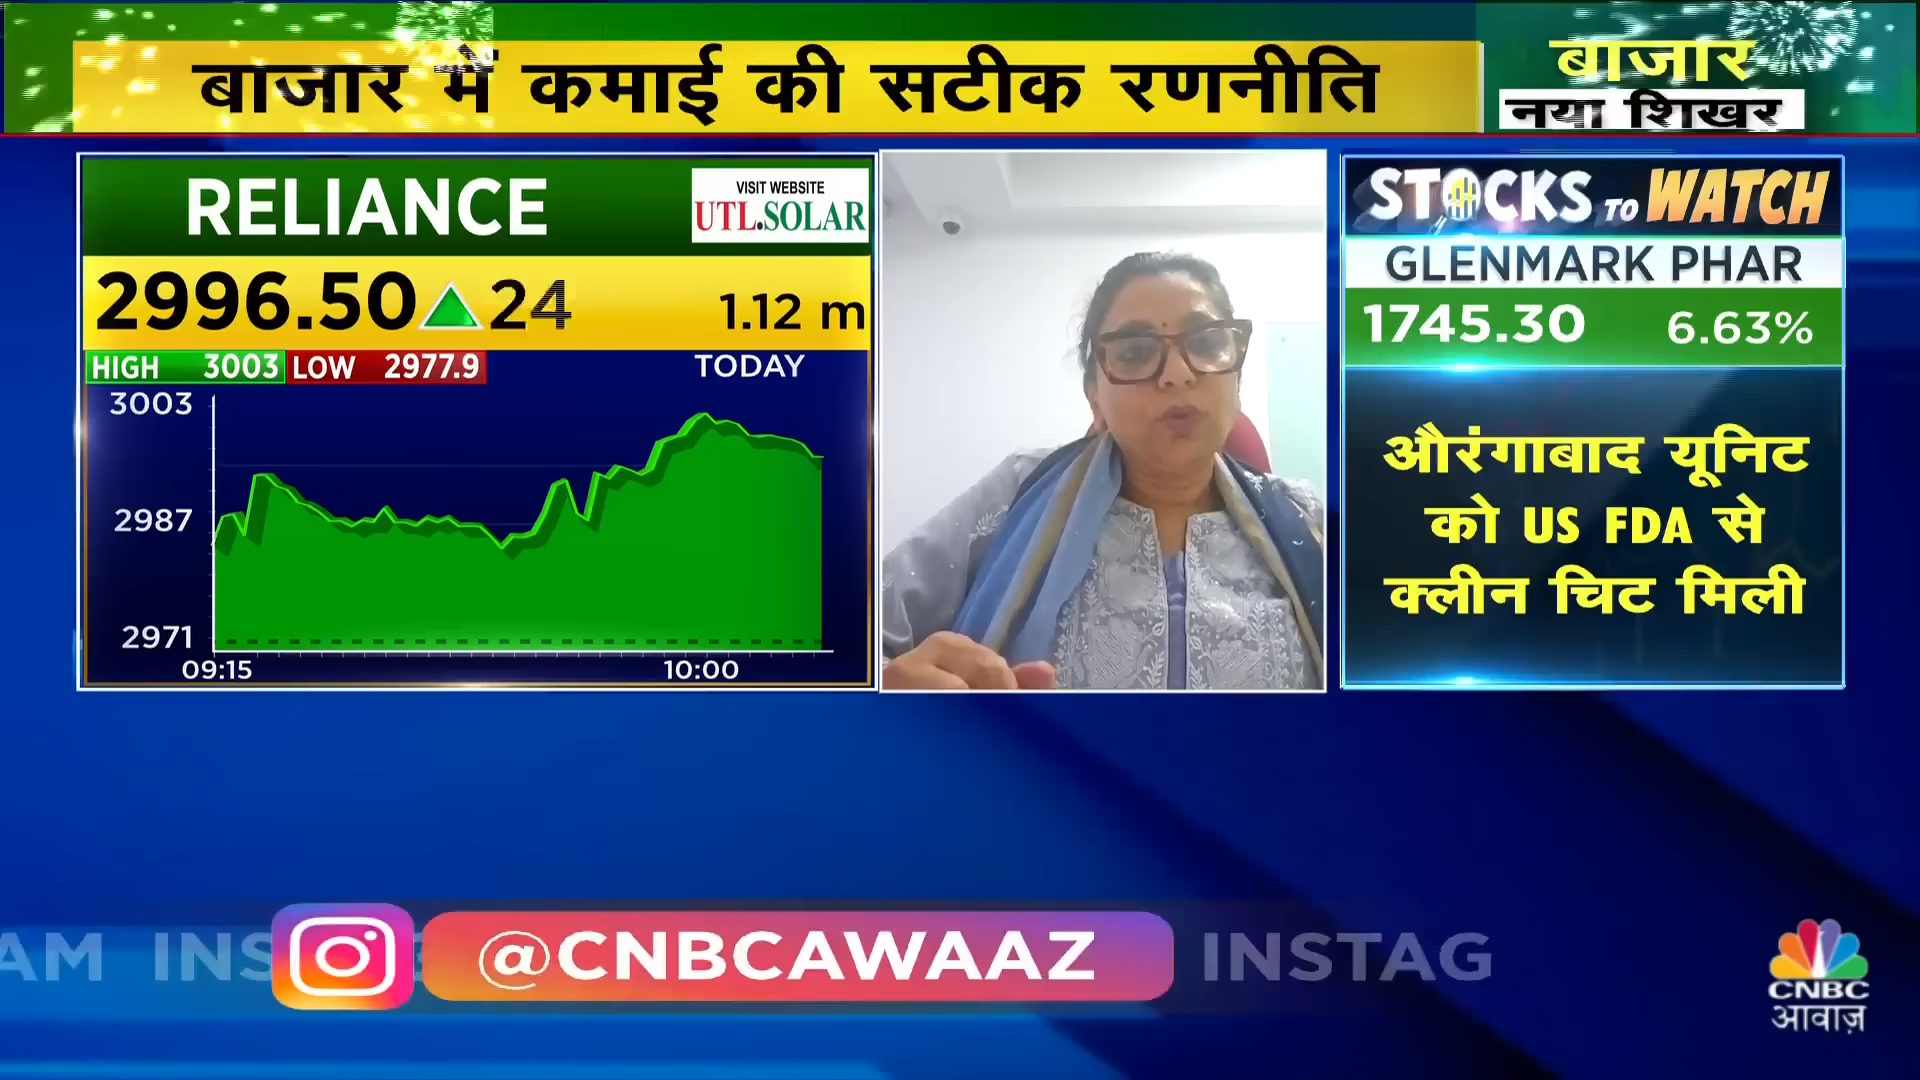 बाजार में कमाई की सटीक रणनीति
बाजार
नया शिखर
RELIANCE
VISIT WEBSITE
UTL.SOLAR
2996.50 24 1.12 m
HIGH 3003 LOW 2977.9 TODAY
3003
2987
2971
09:15 10:00
STOCKS TO WATCH
GLENMARK PHAR
1745.30 6.63%
औरंगाबाद यूनिट
को US FDA से
क्लीन चिट मिली
AM INS @CNBCAWAAZ INSTAG
CNBC
आवाज़